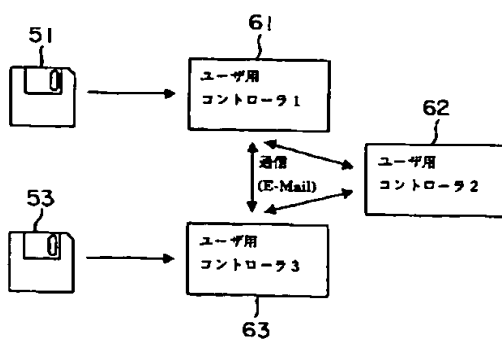 51
61
ユーザ用
コントローラ1
62
通信
(E-Mail)
ユーザ用
コントローラ2
53
ユーザ用
コントローラ3
63